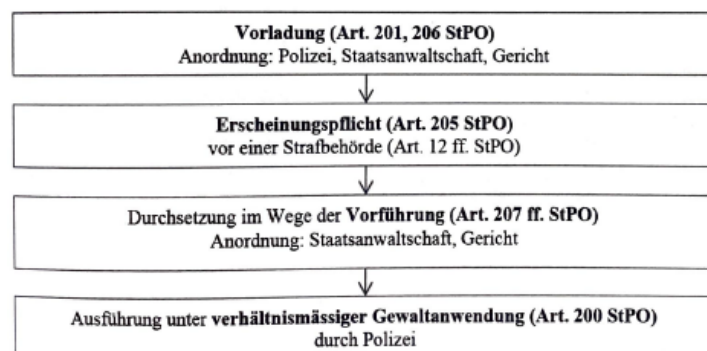 Vorladung (Art. 201, 206 StPO)
Anordnung: Polizei, Staatsanwaltschaft, Gericht
Erscheinungspflicht (Art. 205 StPO)
vor einer Strafbehörde (Art. 12 ff. StPO)
Durchsetzung im Wege der Vorführung (Art. 207 ff. StPO)
Anordnung: Staatsanwaltschaft, Gericht
Ausführung unter verhältnismässiger Gewaltanwendung (Art. 200 StPO)
durch Polizei